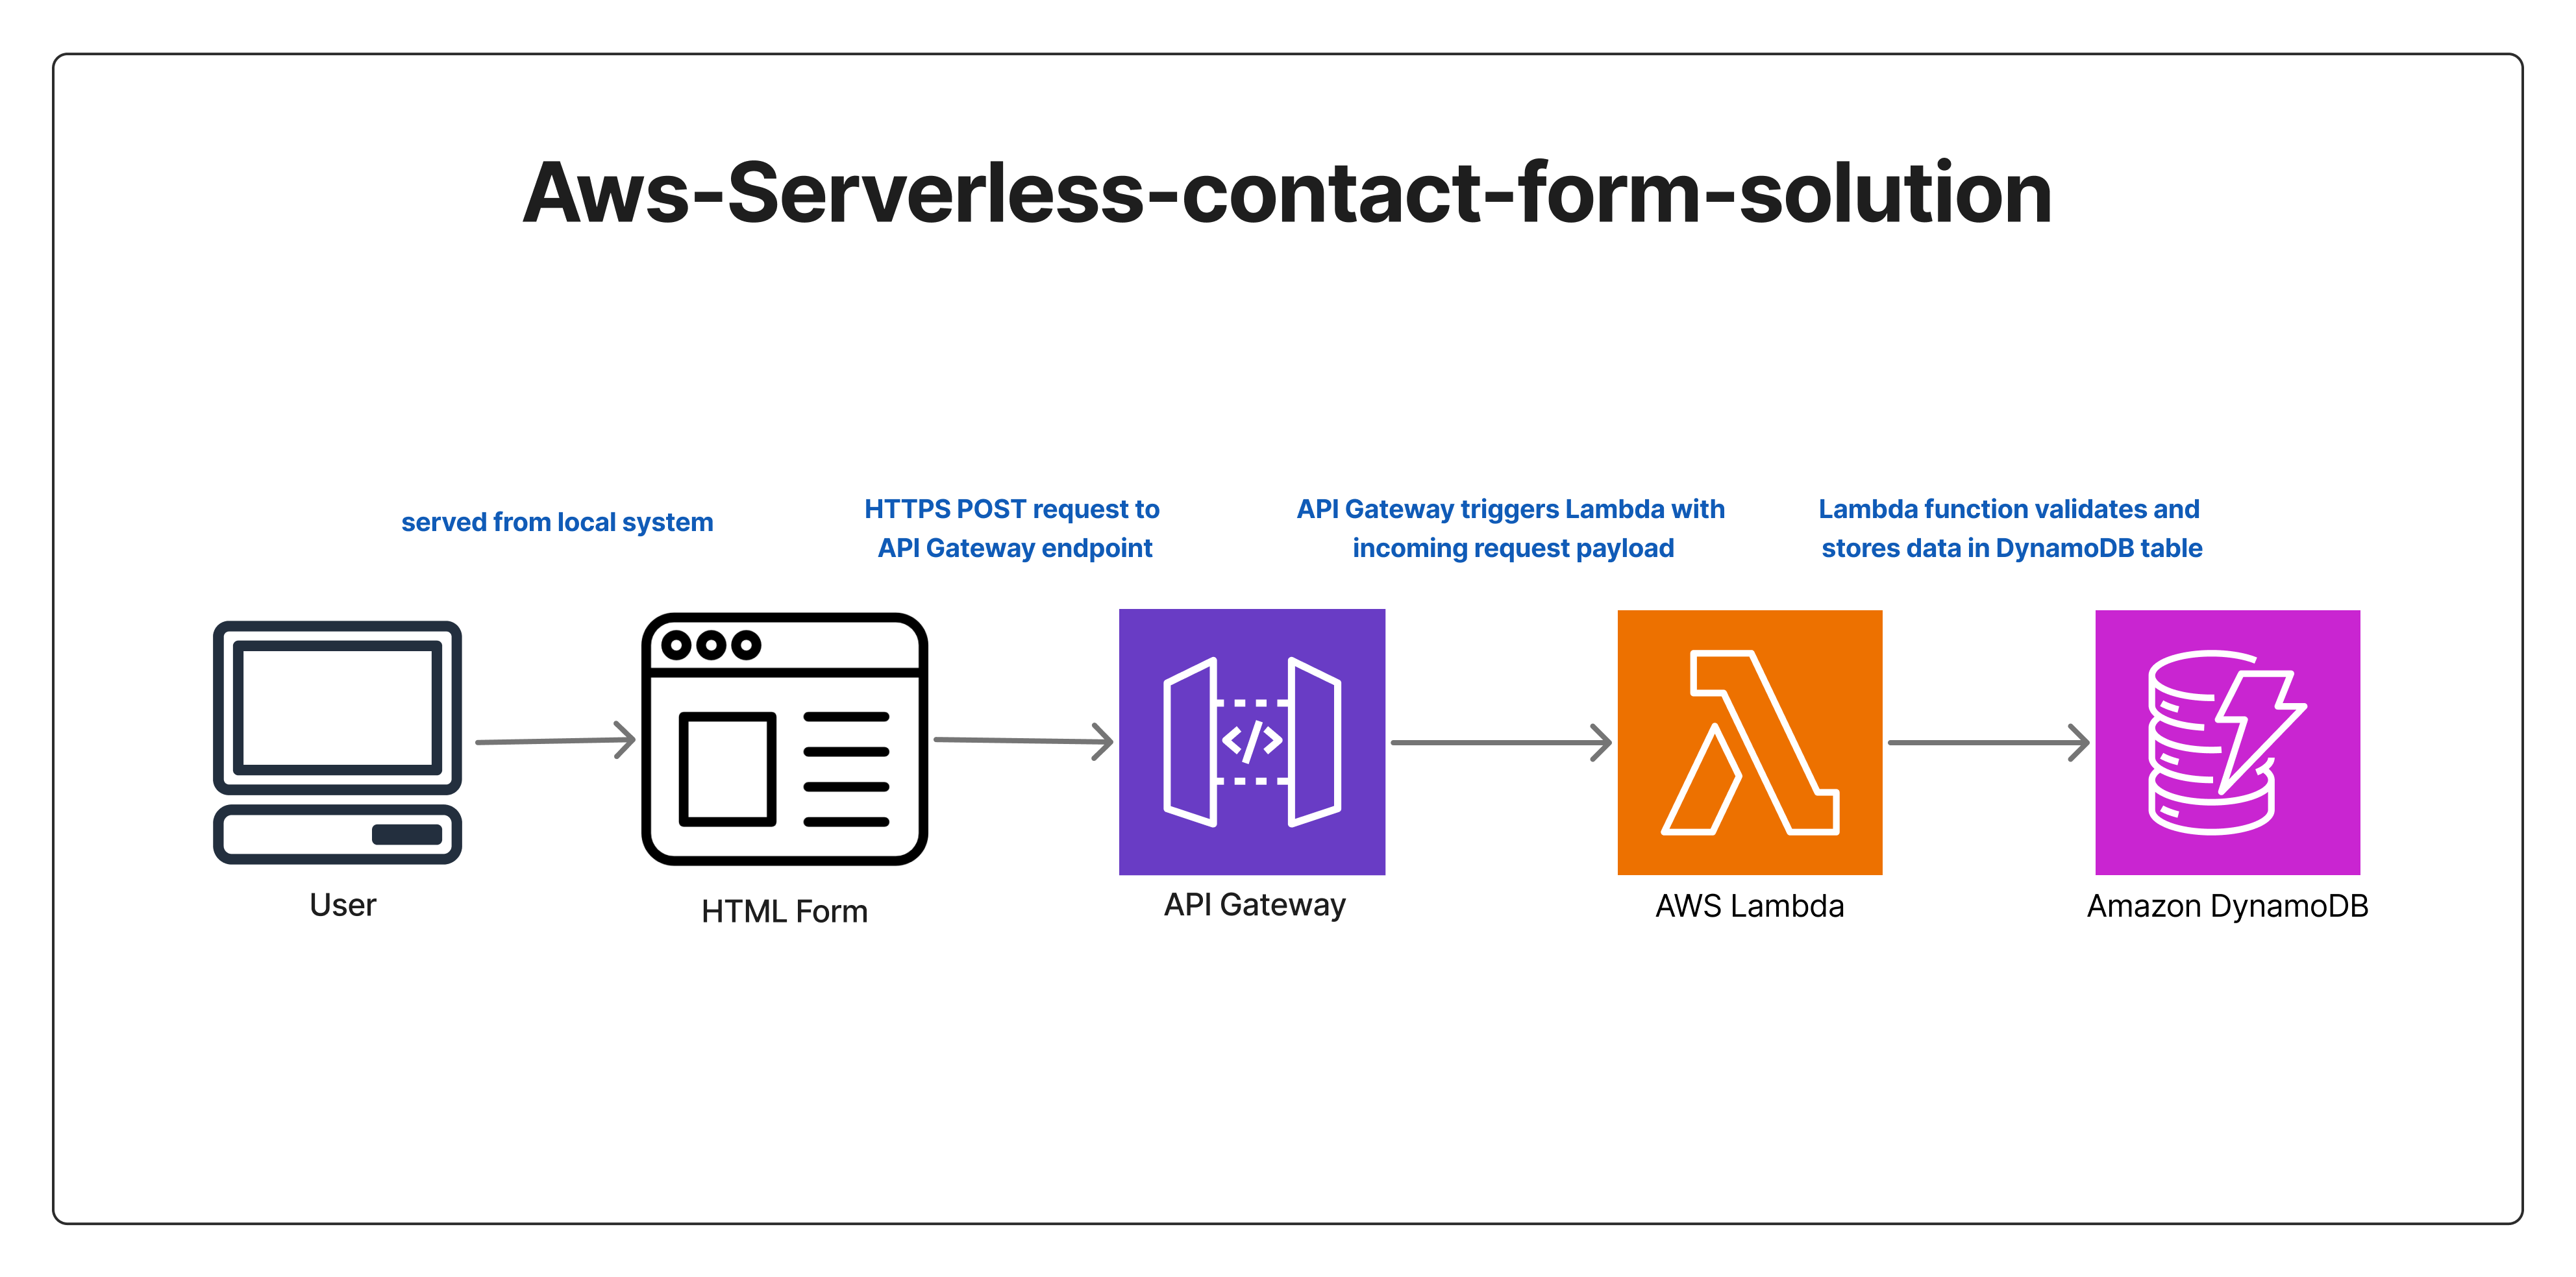 Aws-Serverless-contact-form-solution
served from local system
HTTPS POST request to
API Gateway endpoint
API Gateway triggers Lambda with
incoming request payload
Lambda function validates and
stores data in DynamoDB table
</>
User
HTML Form
API Gateway
AWS Lambda
Amazon DynamoDB